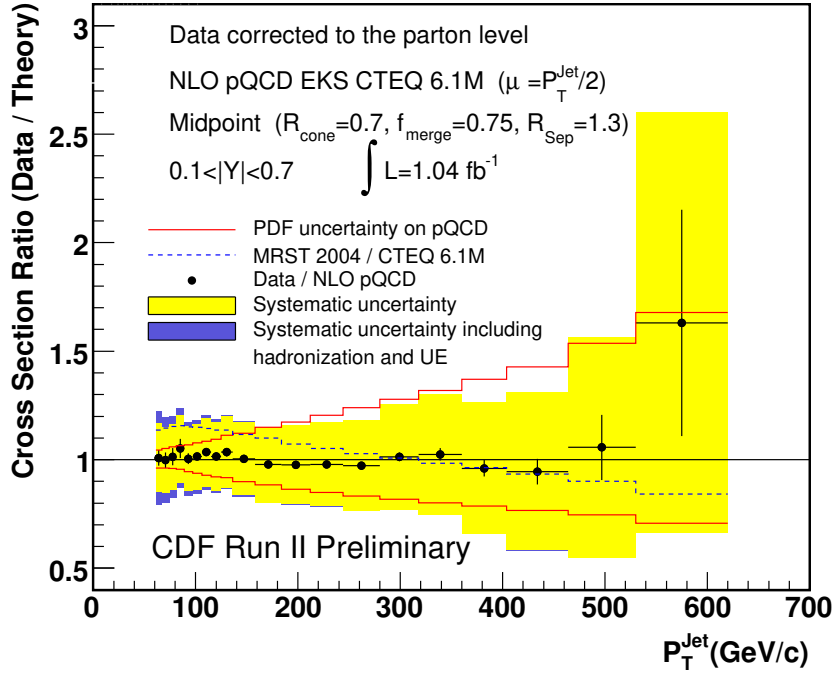 Data corrected to the parton level
NLO pQCD EKS CTEQ 6.1M (μ =P_T^Jet/2)
Midpoint (R_cone=0.7, f_merge=0.75, R_Sep=1.3)
0.1<|Y|<0.7 ∫ L=1.04 fb^-1
PDF uncertainty on pQCD
MRST 2004 / CTEQ 6.1M
Data / NLO pQCD
Systematic uncertainty
Systematic uncertainty including
hadronization and UE
CDF Run II Preliminary
Cross Section Ratio (Data / Theory)
3
2.5
2
1.5
1
0.5
0 100 200 300 400 500 600 700
P_T^Jet(GeV/c)